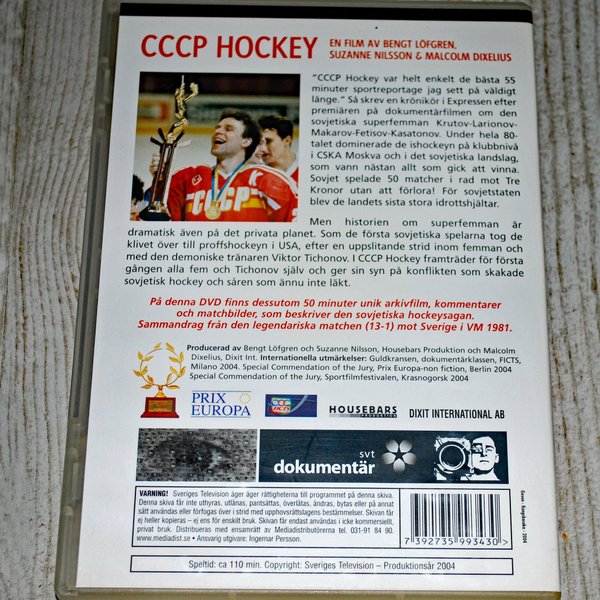 CCCP HOCKEY
EN FILM AV BENGT LÖFGREN,
SUZANNE NILSSON & MALCOLM DIXELIUS
CCCP
"CCCP Hockey var helt enkelt de bästa 55
minuter sportreportage jag sett på väldigt
länge." Så skrev en krönikör i Expressen efter
premiären på dokumentärfilmen om den
sovjetiska superfemman Krutov-Larionov-
Makarov-Fetisov-Kasatonov. Under hela 80-
talet dominerade de ishockeyn på klubbnivå
i CSKA Moskva och i det sovjetiska landslag,
som vann nästan allt som gick att vinna.
Sovjet spelade 50 matcher i rad mot Tre
Kronor utan att förlora! För sovjetstaten
blev de landets sista stora idrottshjältar.
Men historien om superfemman är
dramatisk även på det privata planet. Som de första sovjetiska spelarna tog de
klivet över till proffshockeyn i USA, efter en uppslitande strid inom femman och
med den demoniske tränaren Viktor Tichonov. I CCCP Hockey framträder för första
gången alla fem och Tichonov själv och ger sin syn på konflikten som skakade
sovjetisk hockey och såren som ännu inte läkt.
På denna DVD finns dessutom 50 minuter unik arkivfilm, kommentarer
och matchbilder, som beskriver den sovjetiska hockeysagan.
Sammandrag från den legendariska matchen (13-1) mot Sverige i VM 1981.
Producerad av Bengt Löfgren och Suzanne Nilsson, Housebars Produktion och Malcolm
Dixelius, Dixit Int. Internationella utmärkelser: Guldkransen, dokumentärklassen, FICTS,
Milano 2004. Special Commendation of the Jury, Prix Europa-non fiction, Berlin 2004
Special Commendation of the Jury, Sportfilmfestivalen, Krasnogorsk 2004
PRIX
EUROPA
FICTS
HOUSEBARS
PRODUKTION
DIXIT INTERNATIONAL AB
svt
dokumentär
VARNING! Sveriges Television äger äger rättigheterna till programmet på denna skiva.
Denna skiva får inte uthyras, utlånas, pantsättas, överlåtas, ändras, bytas eller på annat
sätt användas eller förfogas över i strid med upphovsrättslagens bestämmelser. Skivan får
ej heller kopieras – ej ens för enskilt bruk. Skivan får endast användas i icke kommersiellt,
privat bruk. Distribueras med ensamrätt av Mediadistributörerna tel. 031-91 84 90.
www.mediadist.se • Ansvarig utgivare: Ingemar Persson.
7 392735 993430 >
Speltid: ca 110 min. Copyright: Sveriges Television – Produktionsår 2004